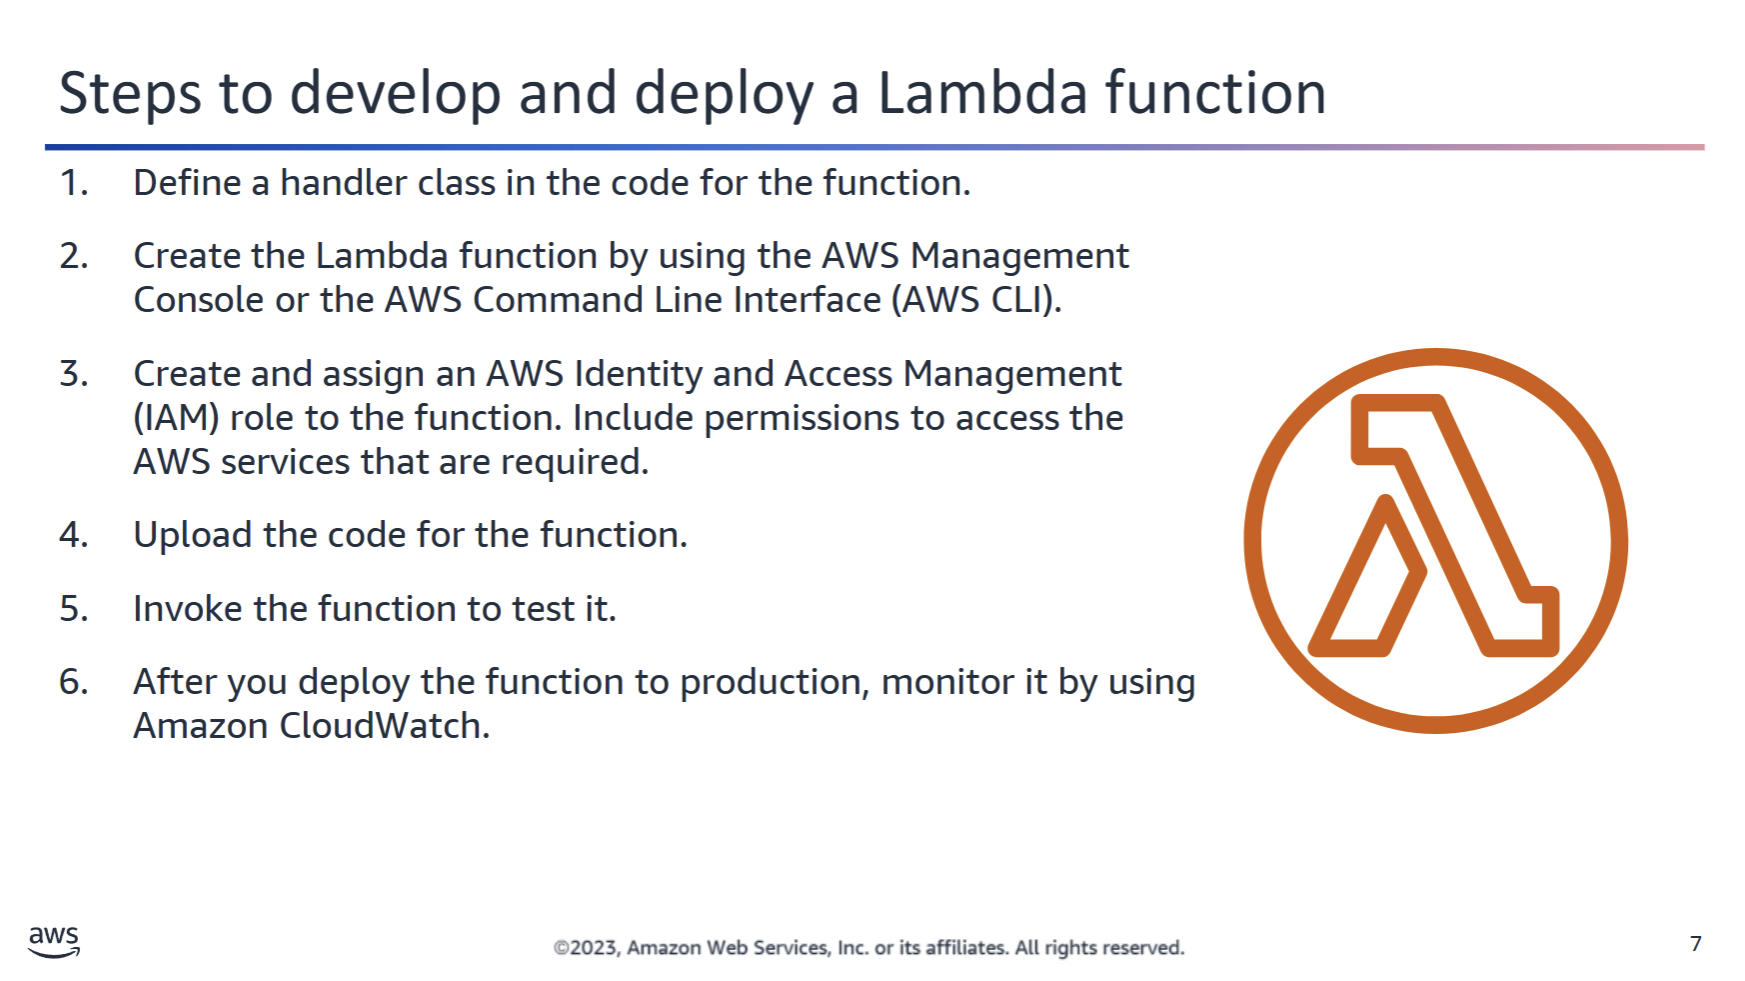 Steps to develop and deploy a Lambda function
1. Define a handler class in the code for the function.
2. Create the Lambda function by using the AWS Management
Console or the AWS Command Line Interface (AWS CLI).
3. Create and assign an AWS Identity and Access Management
(IAM) role to the function. Include permissions to access the
AWS services that are required.
4. Upload the code for the function.
5. Invoke the function to test it.
6. After you deploy the function to production, monitor it by using
Amazon CloudWatch.
aws
©2023, Amazon Web Services, Inc. or its affiliates. All rights reserved.
7